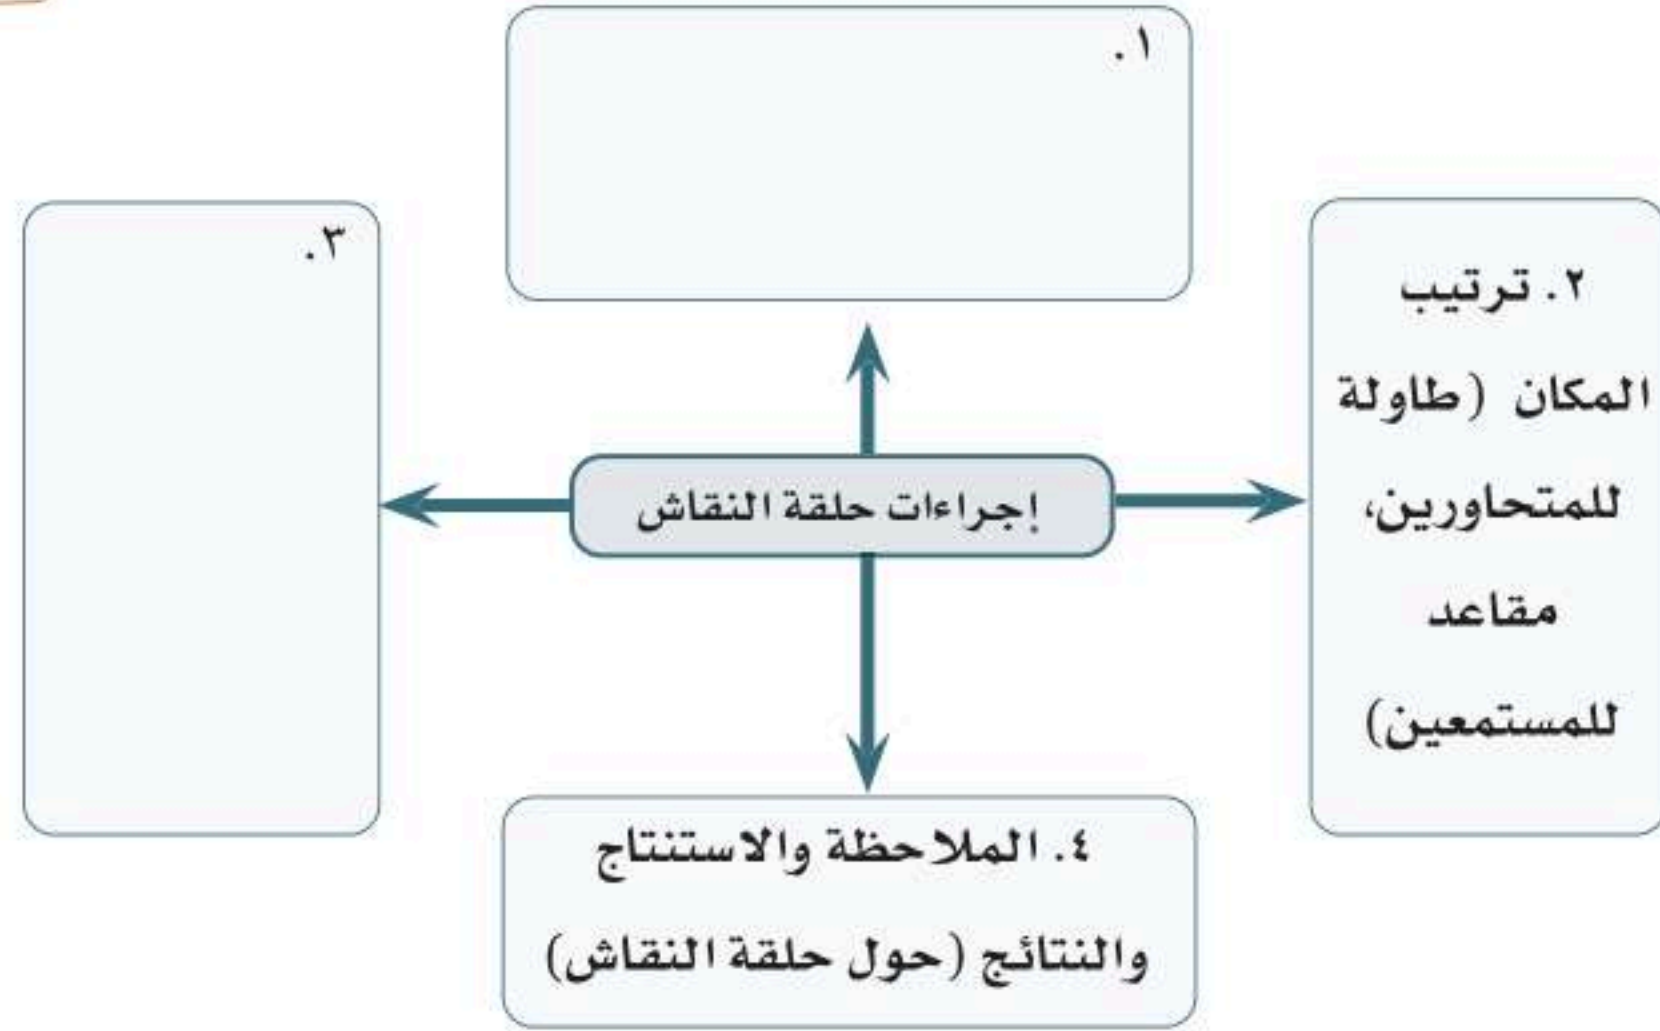 ١.
٢. ترتيب
المكان (طاولة
للمتحاورين،
مقاعد
للمستمعين)
٣.
إجراءات حلقة النقاش
٤. الملاحظة والاستنتاج
والنتائج (حول حلقة النقاش)